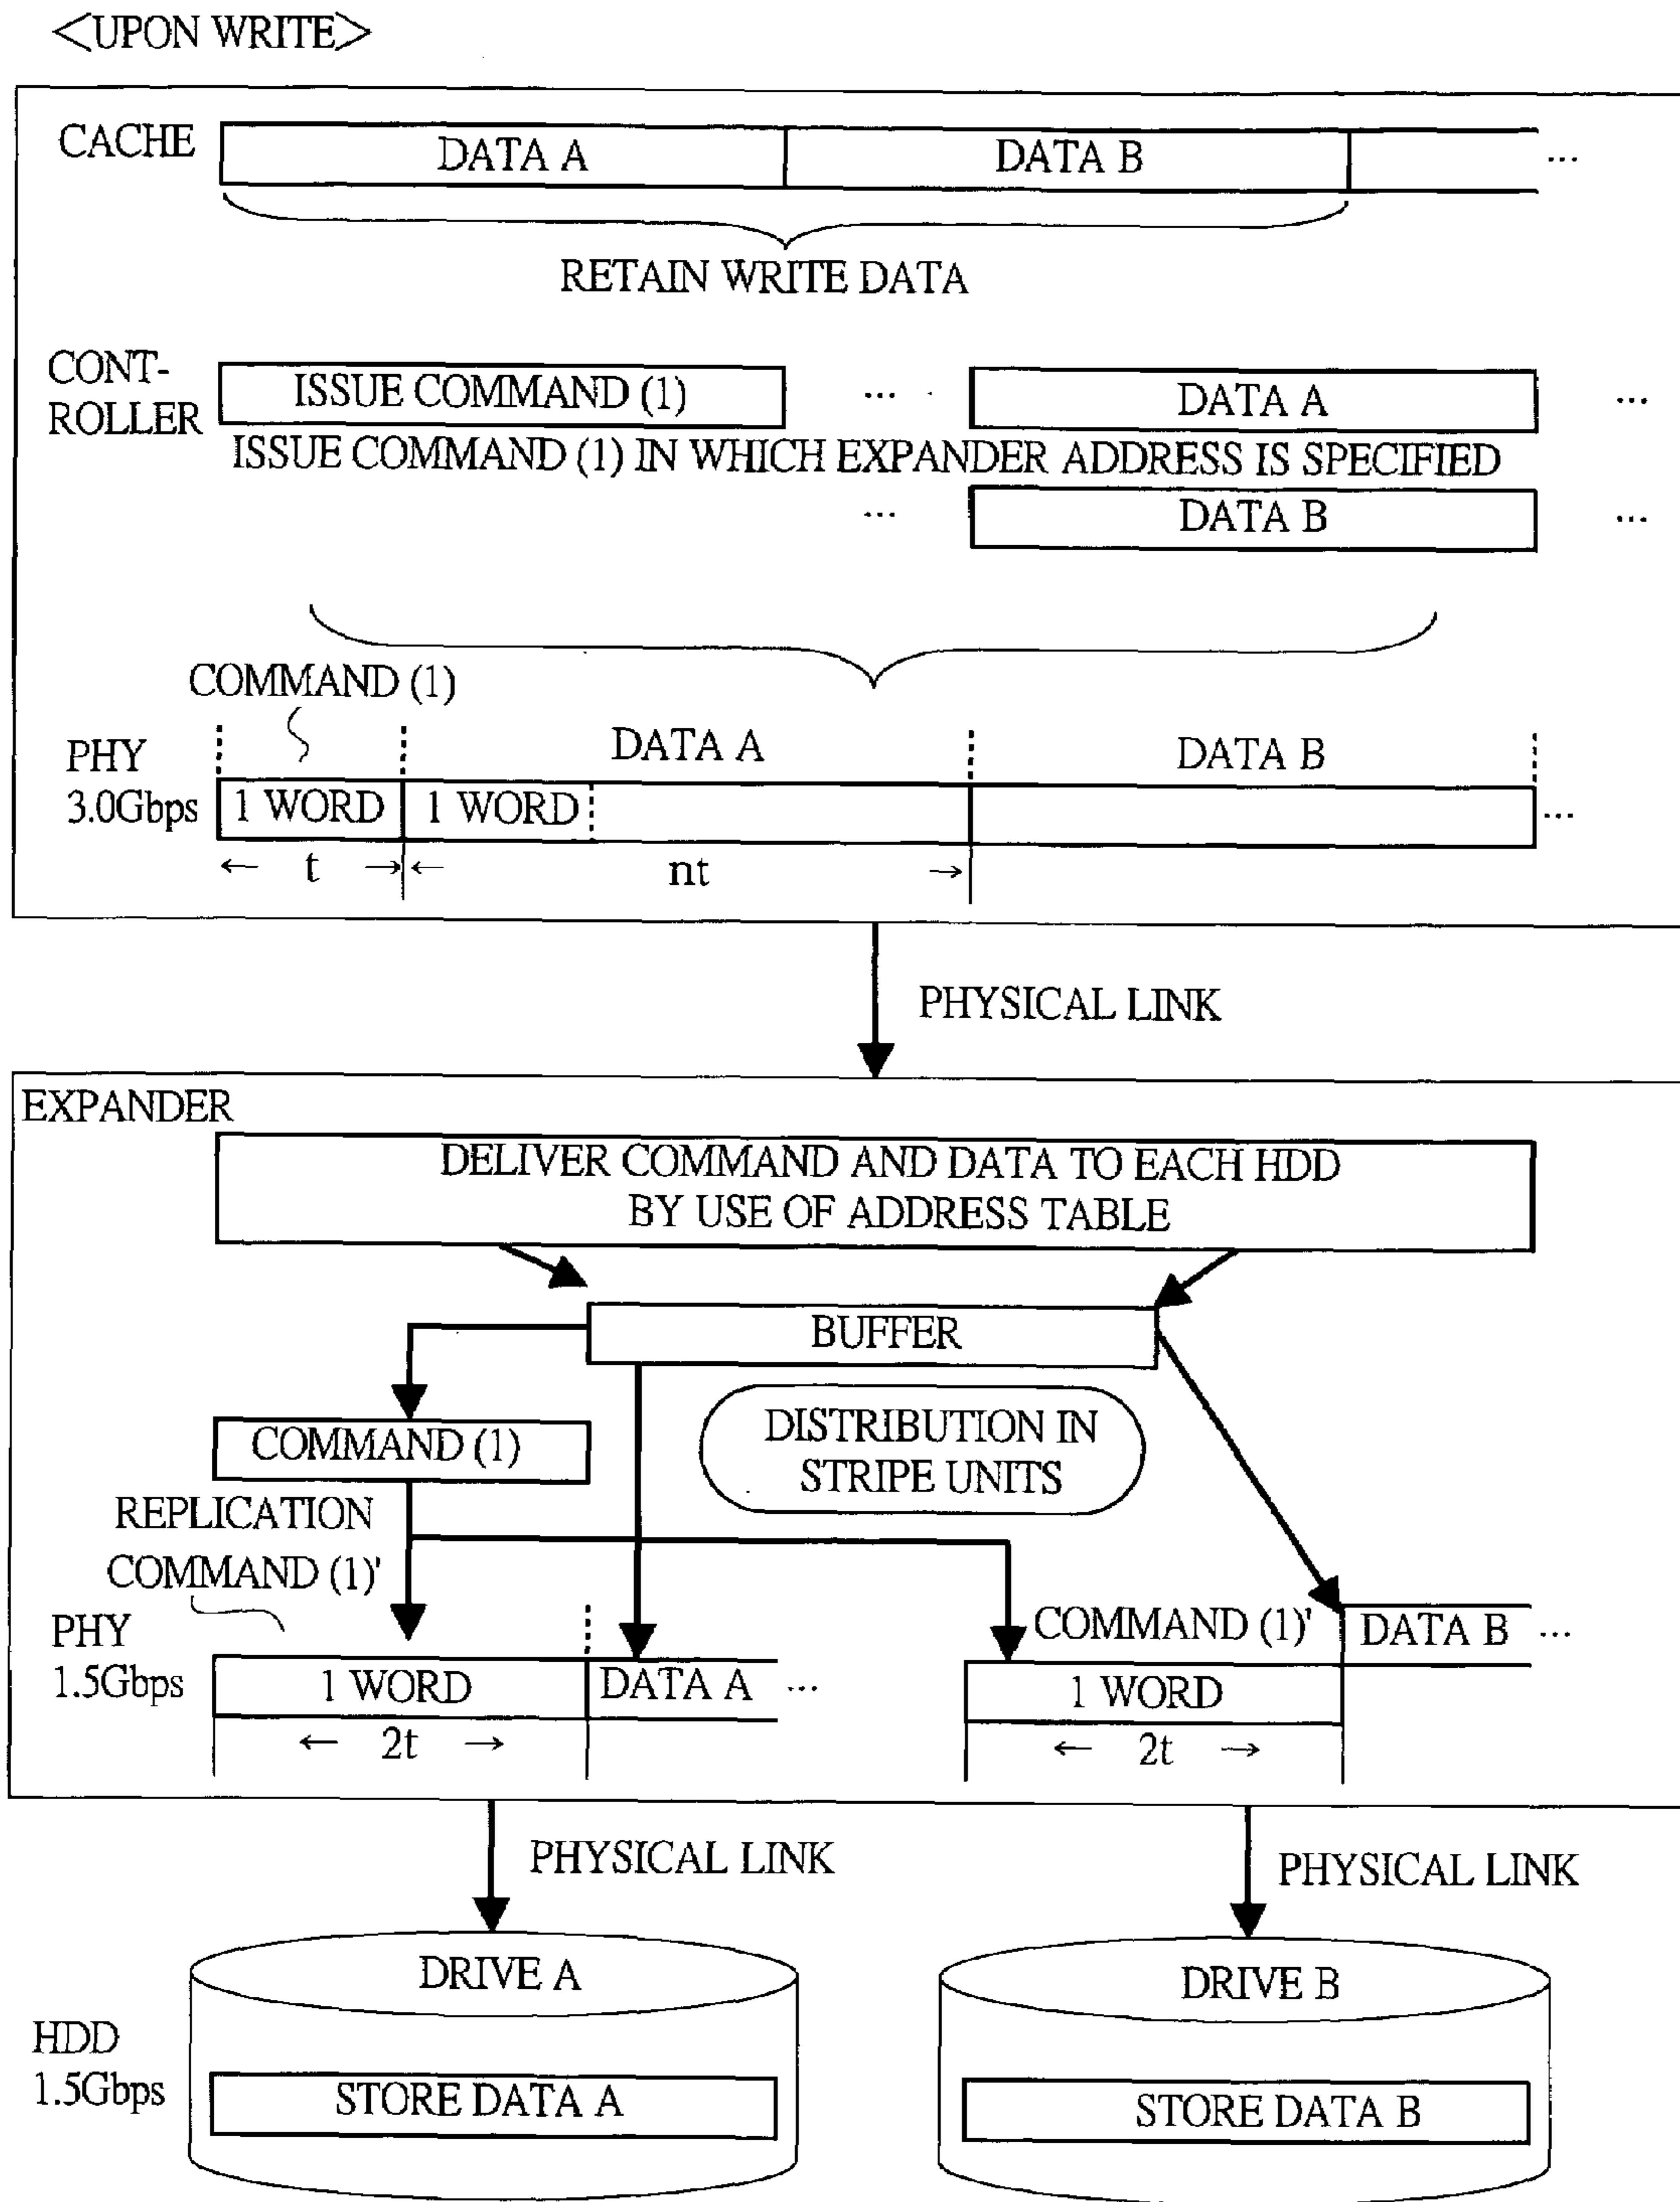 <UPON WRITE>
CACHE
DATA A
DATA B
...
RETAIN WRITE DATA
CONT-
ROLLER
ISSUE COMMAND (1)
...
DATA A
...
ISSUE COMMAND (1) IN WHICH EXPANDER ADDRESS IS SPECIFIED
...
DATA B
...
COMMAND (1)
PHY
3.0Gbps
DATA A
DATA B
1 WORD
1 WORD
...
← t →
← nt →
PHYSICAL LINK
EXPANDER
DELIVER COMMAND AND DATA TO EACH HDD
BY USE OF ADDRESS TABLE
BUFFER
COMMAND (1)
DISTRIBUTION IN
STRIPE UNITS
REPLICATION
COMMAND (1)'
PHY
1.5Gbps
1 WORD
DATA A
...
COMMAND (1)'
DATA B
...
1 WORD
← 2t →
← 2t →
PHYSICAL LINK
PHYSICAL LINK
DRIVE A
DRIVE B
HDD
1.5Gbps
STORE DATA A
STORE DATA B